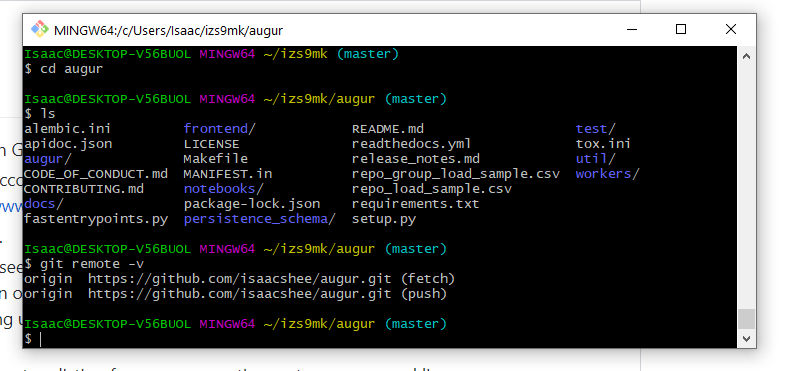 MINGW64:/c/Users/Isaac/izs9mk/augur
Isaac@DESKTOP-V56BUOL MINGW64 ~/izs9mk (master)
$ cd augur
Isaac@DESKTOP-V56BUOL MINGW64 ~/izs9mk/augur (master)
$ ls
alembic.ini frontend/ README.md test/
apidoc.json LICENSE readthedocs.yml tox.ini
augur/ Makefile release_notes.md util/
CODE_OF_CONDUCT.md MANIFEST.in repo_group_load_sample.csv workers/
CONTRIBUTING.md notebooks/ repo_load_sample.csv
docs/ package-lock.json requirements.txt
fastentrypoints.py persistence_schema/ setup.py
Isaac@DESKTOP-V56BUOL MINGW64 ~/izs9mk/augur (master)
$ git remote -v
origin https://github.com/isaacshee/augur.git (fetch)
origin https://github.com/isaacshee/augur.git (push)
Isaac@DESKTOP-V56BUOL MINGW64 ~/izs9mk/augur (master)
$